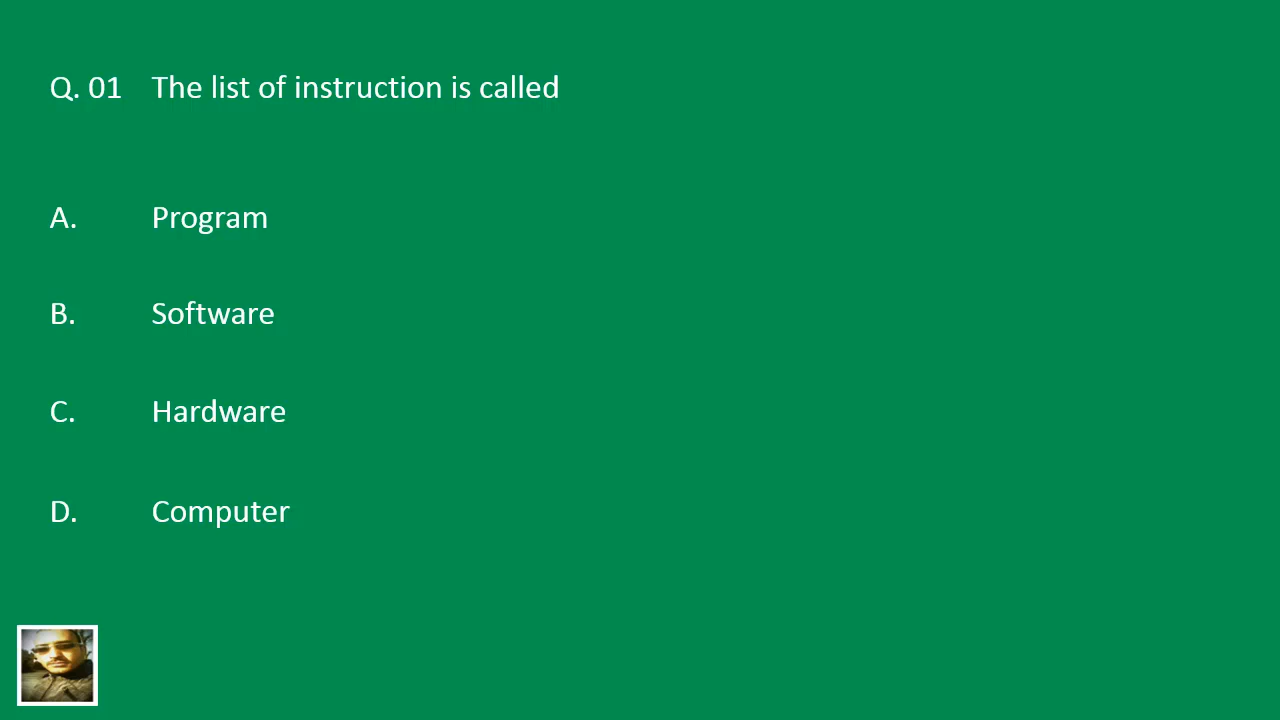 Q. 01 The list of instruction is called
A. Program
B. Software
C. Hardware
D. Computer